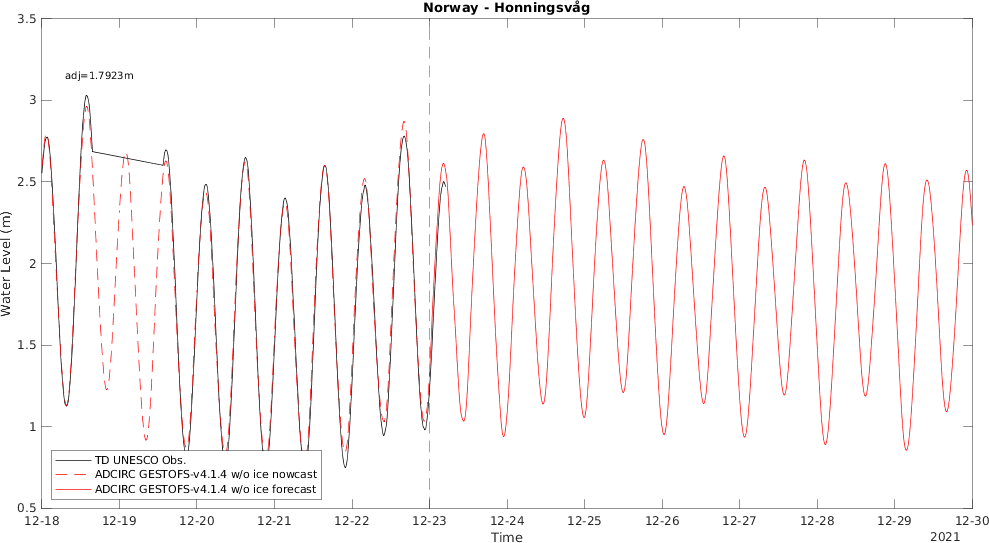 Norway - Honningsvåg
3.5
adj=1.7923m
3
2.5
2
1.5
1
0.5
Water Level (m)
TD UNESCO Obs.
ADCIRC GESTOFS-v4.1.4 w/o ice nowcast
ADCIRC GESTOFS-v4.1.4 w/o ice forecast
12-18 12-19 12-20 12-21 12-22 12-23 12-24 12-25 12-26 12-27 12-28 12-29 12-30
Time
2021